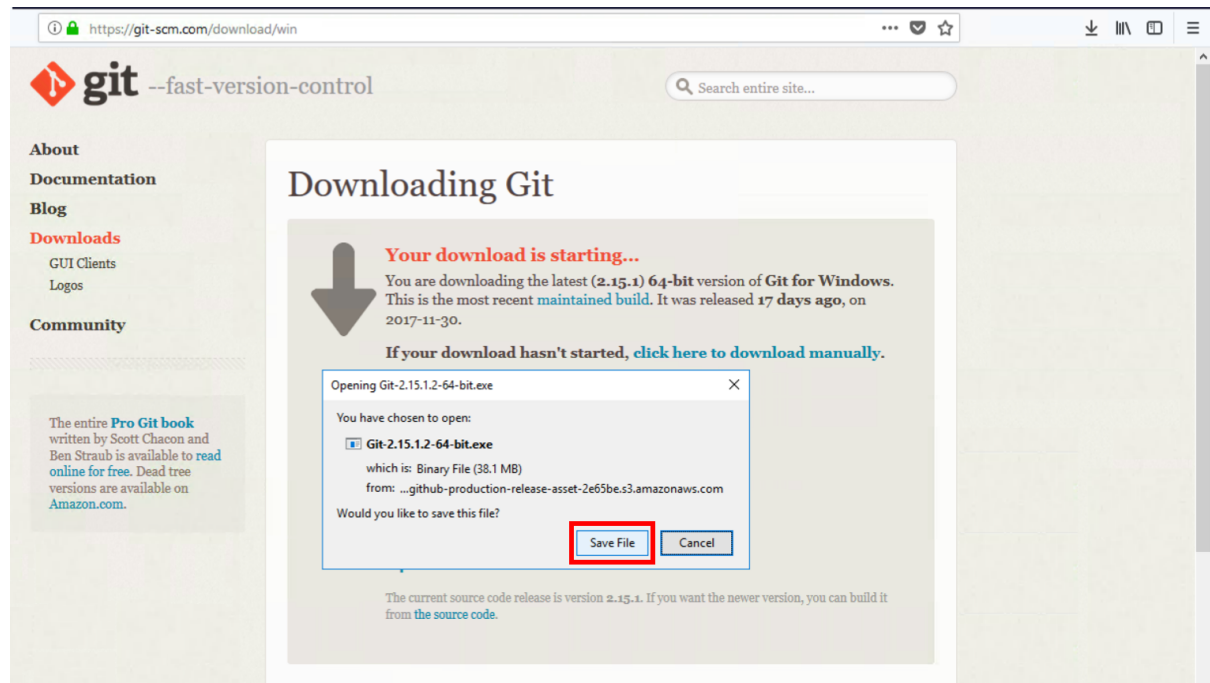 https://git-scm.com/download/win
git --fast-version-control
Search entire site...
About
Documentation
Blog
Downloads
GUI Clients
Logos
Community
The entire Pro Git book
written by Scott Chacon and
Ben Straub is available to read
online for free. Dead tree
versions are available on
Amazon.com.
Downloading Git
Your download is starting...
You are downloading the latest (2.15.1) 64-bit version of Git for Windows.
This is the most recent maintained build. It was released 17 days ago, on
2017-11-30.
If your download hasn't started, click here to download manually.
Opening Git-2.15.1.2-64-bit.exe
You have chosen to open:
Git-2.15.1.2-64-bit.exe
which is: Binary File (38.1 MB)
from: ...github-production-release-asset-2e65be.s3.amazonaws.com
Would you like to save this file?
Save File
Cancel
The current source code release is version 2.15.1. If you want the newer version, you can build it
from the source code.